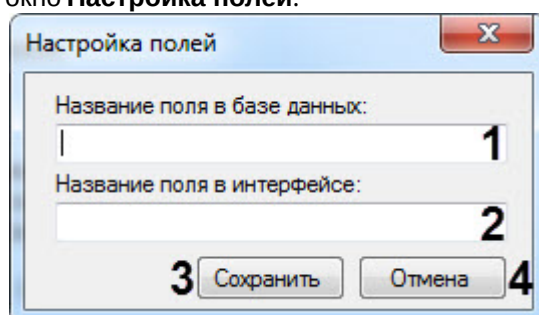 окно Настройка полей.
Настройка полей
Название поля в базе данных:
1
Название поля в интерфейсе:
2
3 Сохранить Отмена 4